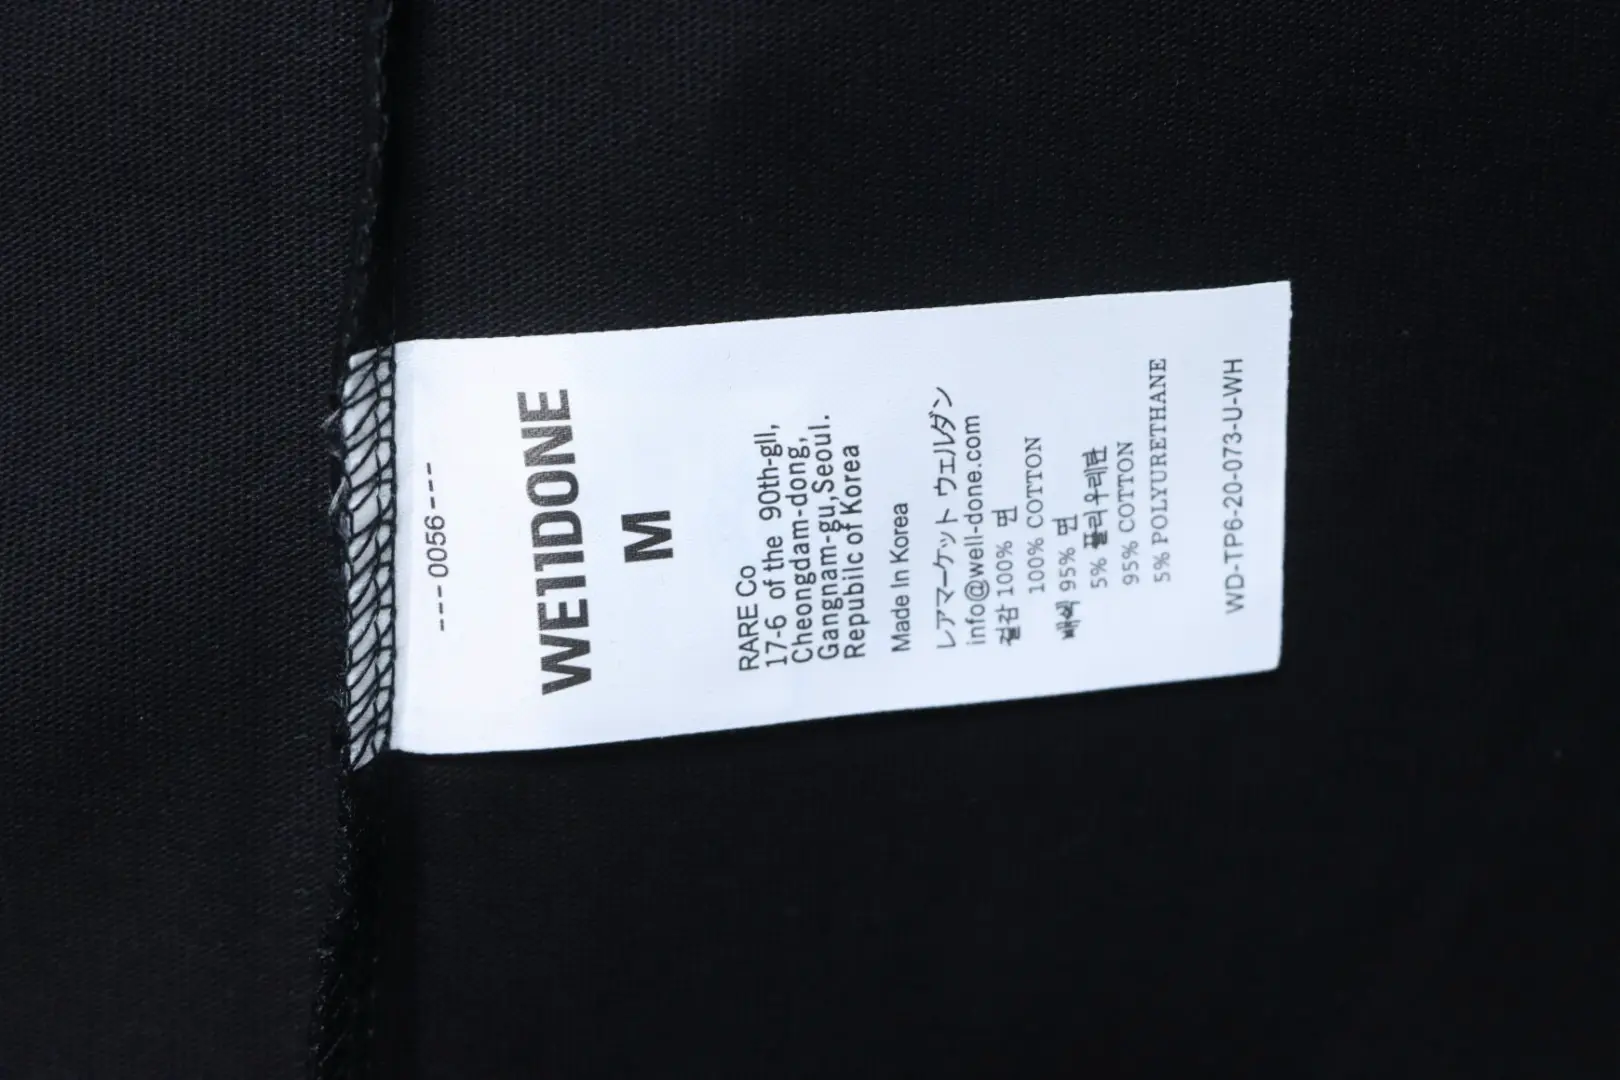 ---0056---
WE11DONE
M
RARE Co
17-6 of the 90th-gll,
Cheongdam-dong,
Gangnam-gu,Seoul.
Repubilc of Korea
Made In Korea
レアマーケット ウェルダン
info@well-done.com
겉감 100% 면
100% COTTON
배색 95% 면
5% 폴리우레탄
95% COTTON
5% POLYURETHANE
WD-TP6-20-073-U-WH